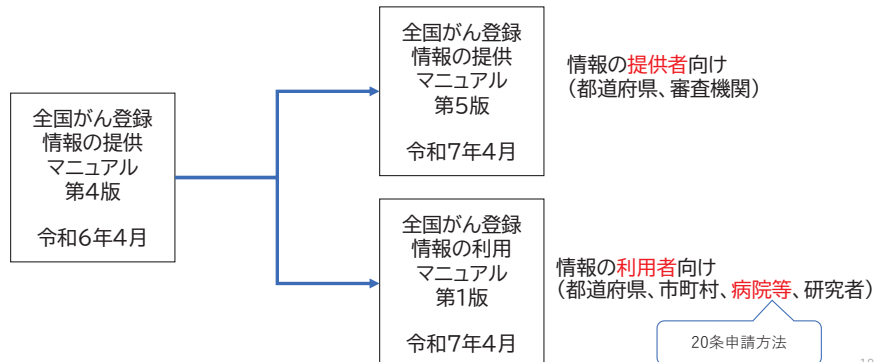 全国がん登録
情報の提供
マニュアル
第4版
令和6年4月
全国がん登録
情報の提供
マニュアル
第5版
令和7年4月
情報の提供者向け
（都道府県、審査機関）
全国がん登録
情報の利用
マニュアル
第1版
令和7年4月
情報の利用者向け
（都道府県、市町村、病院等、研究者）
20条申請方法